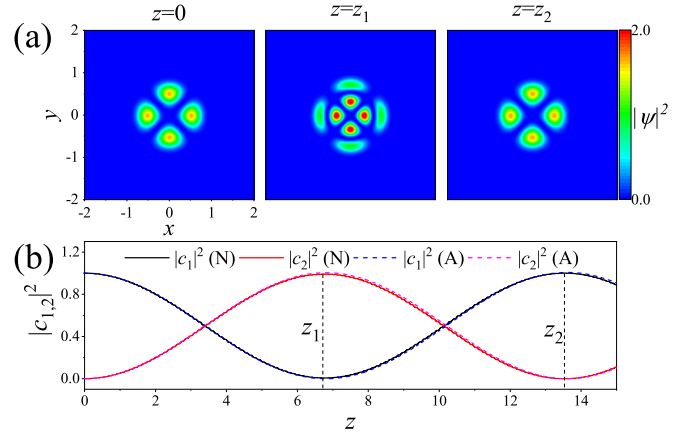 (a)
z=0
z=z₁
z=z₂
2
1
0
-1
-2
y
-2
-1
0
1
2
x
2.0
|ψ|²
0.0
(b)
|c₁|² (N)
|c₂|² (N)
|c₁|² (A)
|c₂|² (A)
1.2
0.8
0.4
0.0
|c₁,₂|²
z₁
z₂
0
2
4
6
8
10
12
14
z